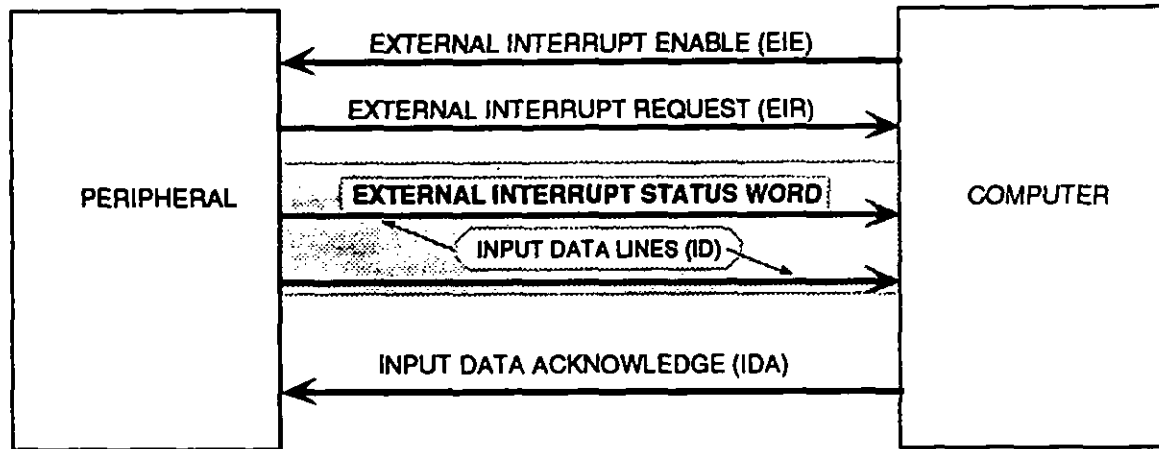 EXTERNAL INTERRUPT ENABLE (EIE)
EXTERNAL INTERRUPT REQUEST (EIR)
PERIPHERAL
EXTERNAL INTERRUPT STATUS WORD
COMPUTER
INPUT DATA LINES (ID)
INPUT DATA ACKNOWLEDGE (IDA)